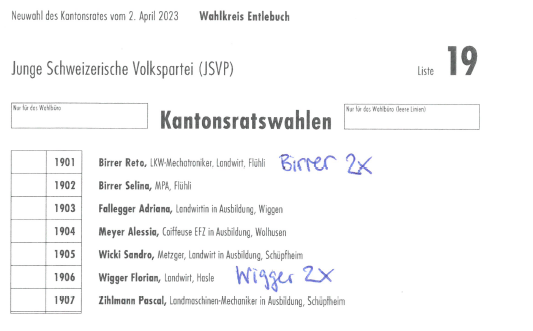 Neuwahl des Kantonsrates vom 2. April 2023 Wahlkreis Entlebuch
Junge Schweizerische Volkspartei (JSVP) Liste 19
Nur für das Wahlbüro
Kantonsratswahlen
Nur für das Wahlbüro (leere Linien)
1901 Birrer Reto, LKW-Mechatroniker, Landwirt, Flühli Birrer 2x
1902 Birrer Selina, MPA, Flühli
1903 Fallegger Adriana, Landwirtin in Ausbildung, Wiggen
1904 Meyer Alessia, Coiffeuse EFZ in Ausbildung, Wolhusen
1905 Wicki Sandro, Metzger, Landwirt in Ausbildung, Schüpfheim
1906 Wigger Florian, Landwirt, Hasle Wigger 2x
1907 Zihlmann Pascal, Landmaschinen-Mechaniker in Ausbildung, Schüpfheim